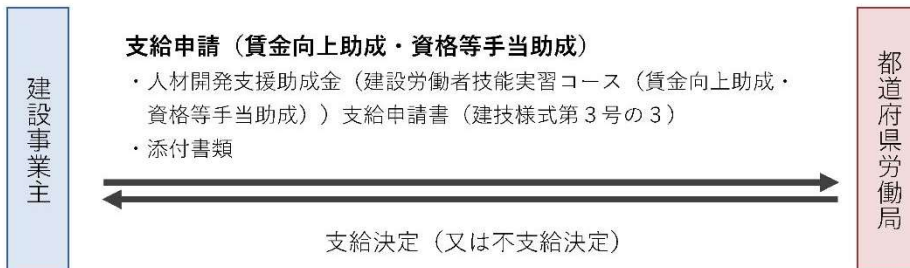 建設事業主
支給申請（賃金向上助成・資格等手当助成）
・人材開発支援助成金（建設労働者技能実習コース（賃金向上助成・
資格等手当助成））支給申請書（建技様式第３号の３）
・添付書類
支給決定（又は不支給決定）
都道府県労働局